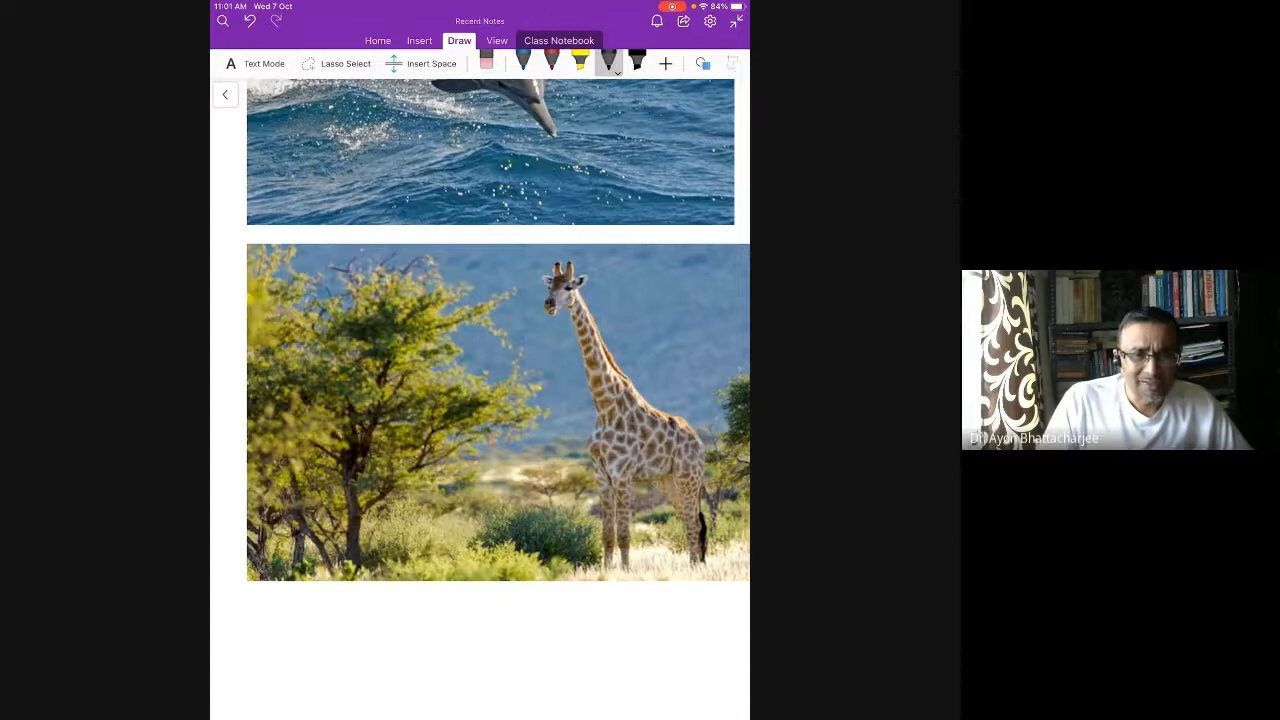 11:01 AM Wed 7 Oct
84%
Recent Notes
Home Insert Draw View Class Notebook
A Text Mode Lasso Select Insert Space
Dr. Ayon Bhattacharjee